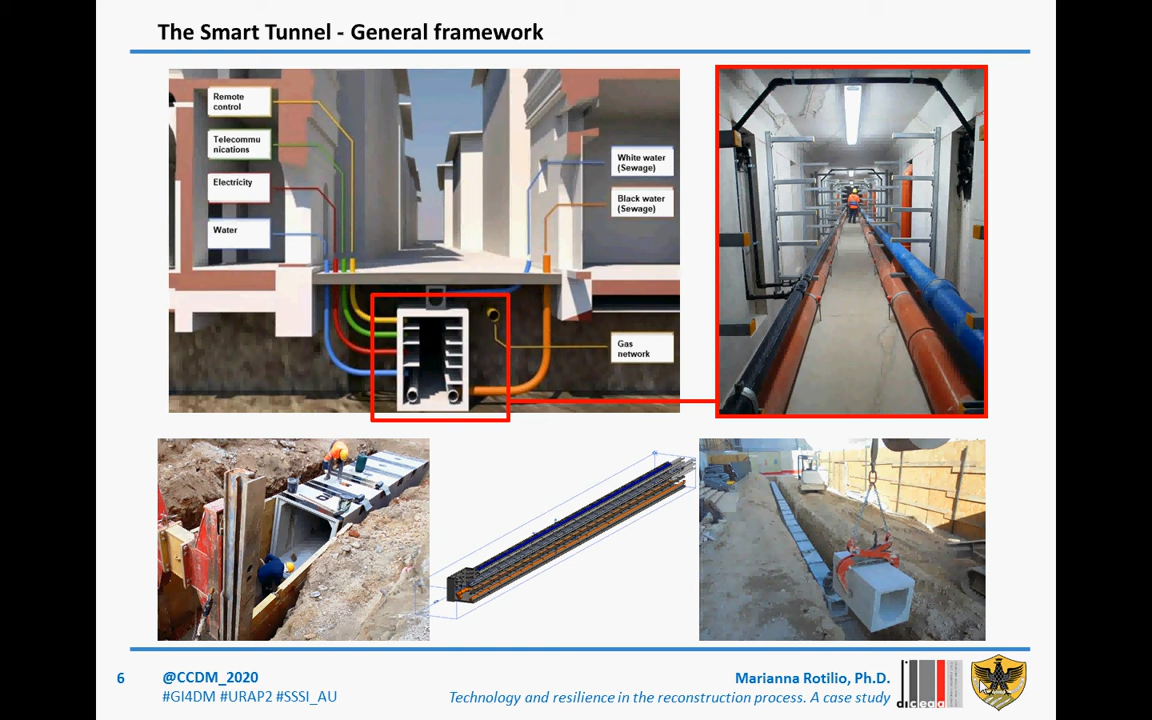 The Smart Tunnel - General framework
Remote
control
Telecommu
nications
Electricity
Water
White water
(Sewage)
Black water
(Sewage)
Gas
network
6
@CCDM_2020
#GI4DM #URAP2 #SSSI_AU
Marianna Rotilio, Ph.D.
Technology and resilience in the reconstruction process. A case study
diceaa